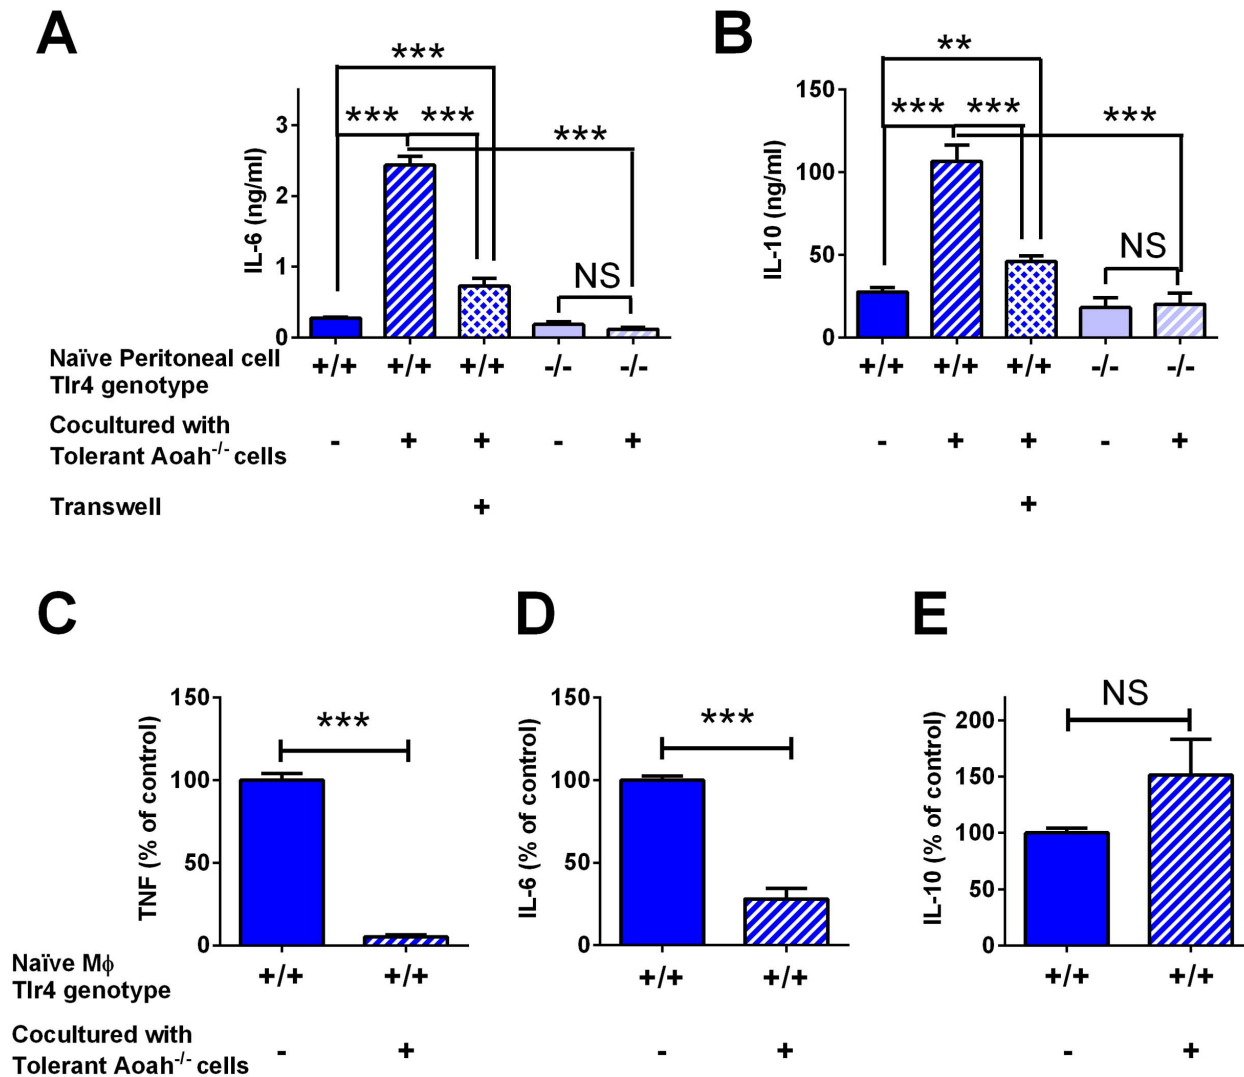 A
B
***
**
*** ***
***
*** ***
***
IL-6 (ng/ml)
3
2
1
0
NS
IL-10 (ng/ml)
150
100
50
0
NS
Naïve Peritoneal cell
Tlr4 genotype
+/+ +/+ +/+ -/- -/-
+/+ +/+ +/+ -/- -/-
Cocultured with
Tolerant Aoah-/- cells
- + + - +
- + + - +
Transwell
+
+
C
D
E
TNF (% of control)
150
100
50
0
***
IL-6 (% of control)
150
100
50
0
***
IL-10 (% of control)
200
150
100
50
0
NS
Naïve Mϕ
Tlr4 genotype
+/+ +/+
+/+ +/+
+/+ +/+
Cocultured with
Tolerant Aoah-/- cells
- +
- +
- +